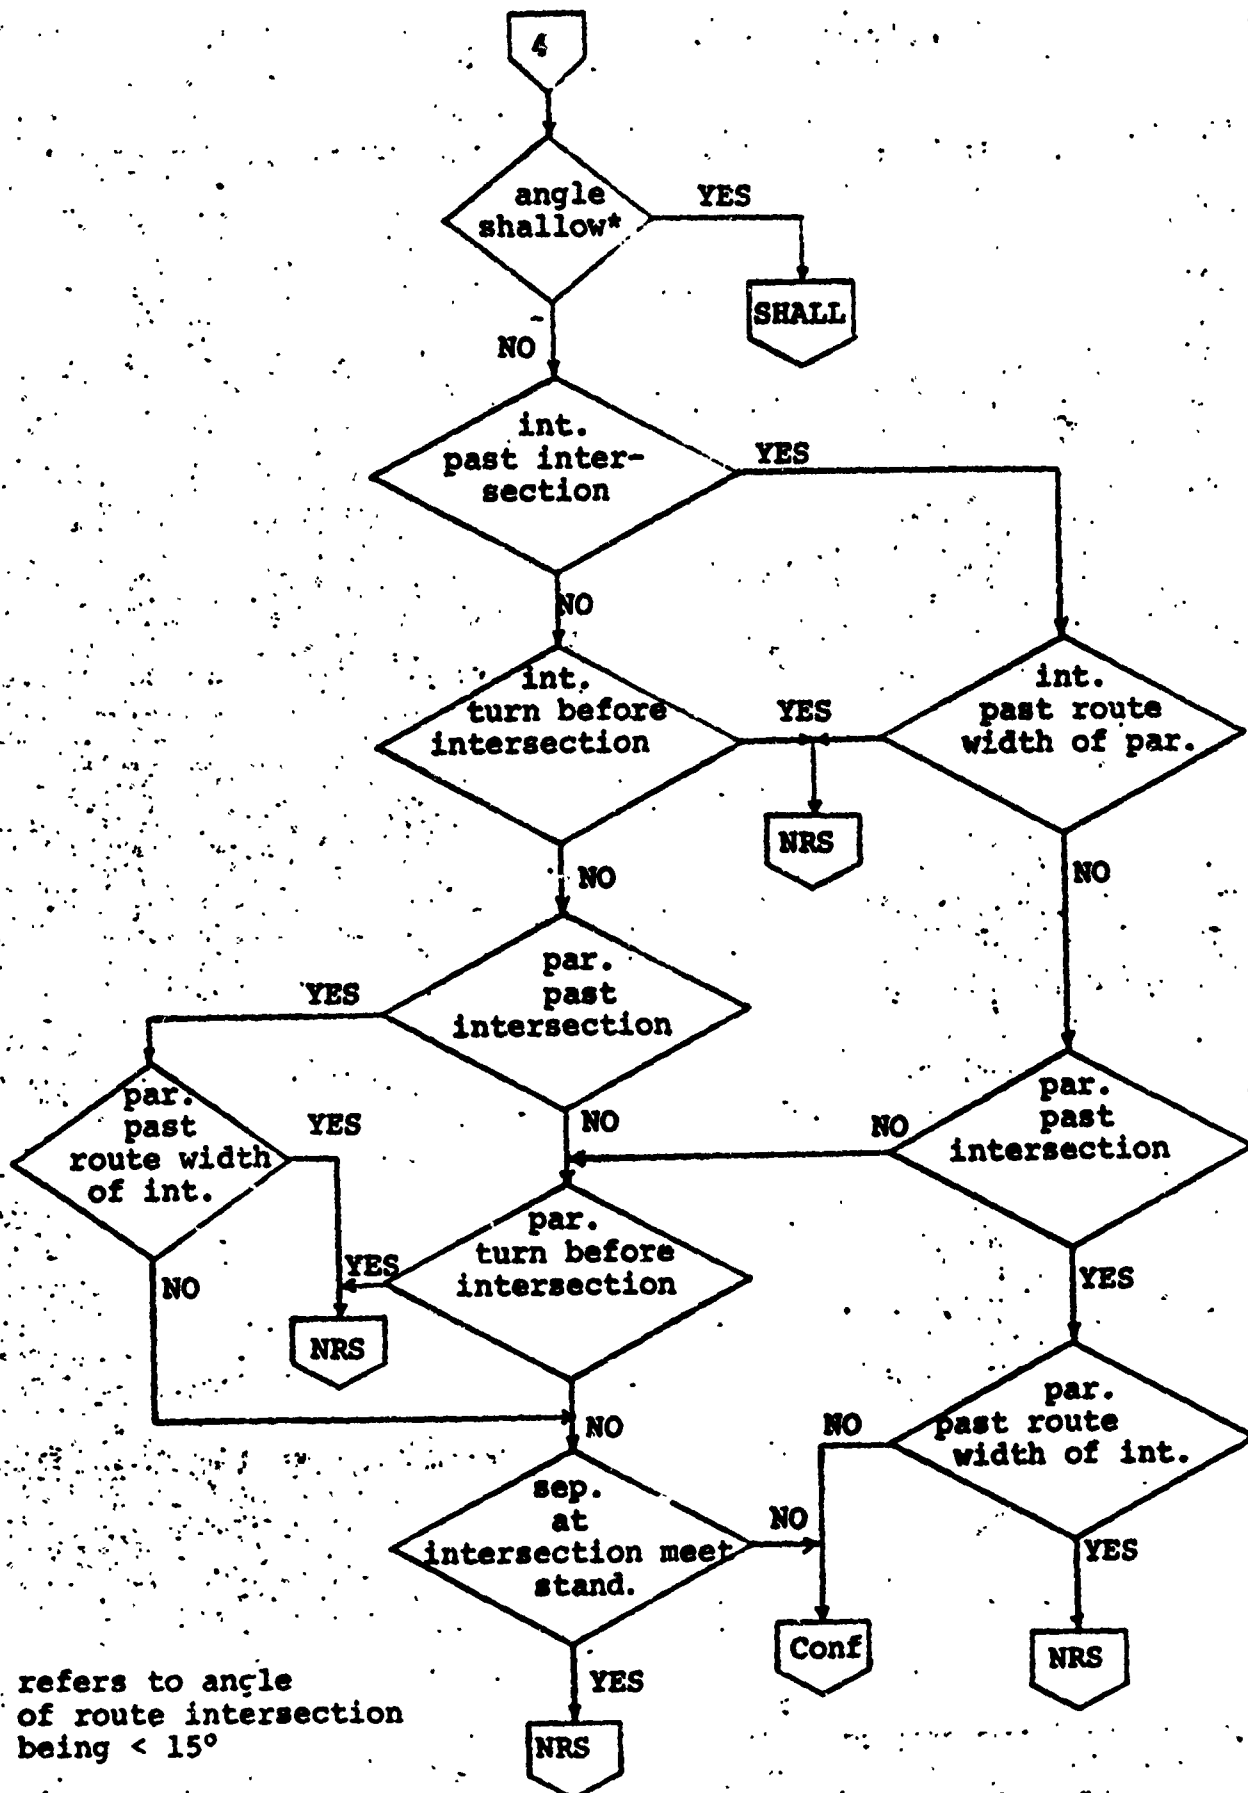 4
angle
shallow*
YES
SHALL
NO
int.
past inter-
section
YES
NO
int.
turn before
intersection
YES
int.
past route
width of par.
NRS
NO
NO
par.
past
intersection
YES
par.
past
route width
of int.
YES
NO
NO
par.
past
intersection
par.
turn before
intersection
YES
NO
NRS
YES
NO
par.
past route
width of int.
NO
sep.
at
intersection meet
stand.
NO
YES
Conf
NRS
YES
NRS
refers to angle
of route intersection
being < 15°